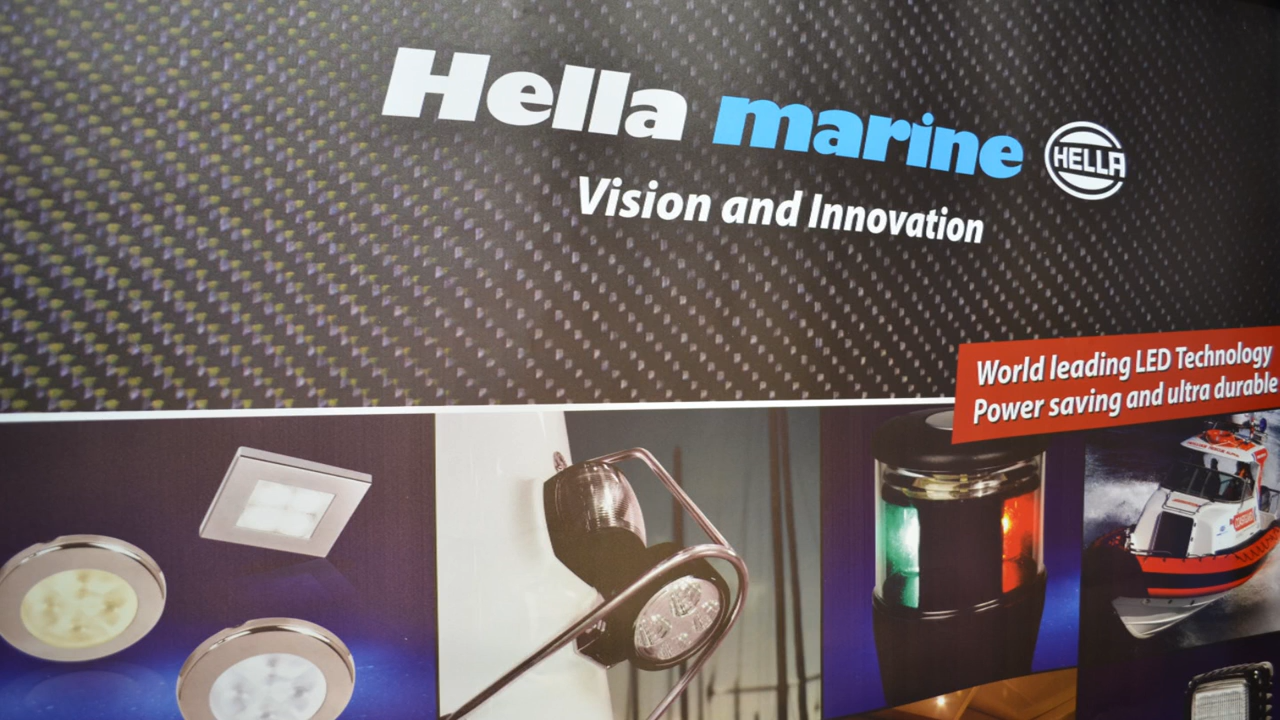 Hella marine
HELLA
Vision and Innovation
World leading LED Technology
Power saving and ultra durable